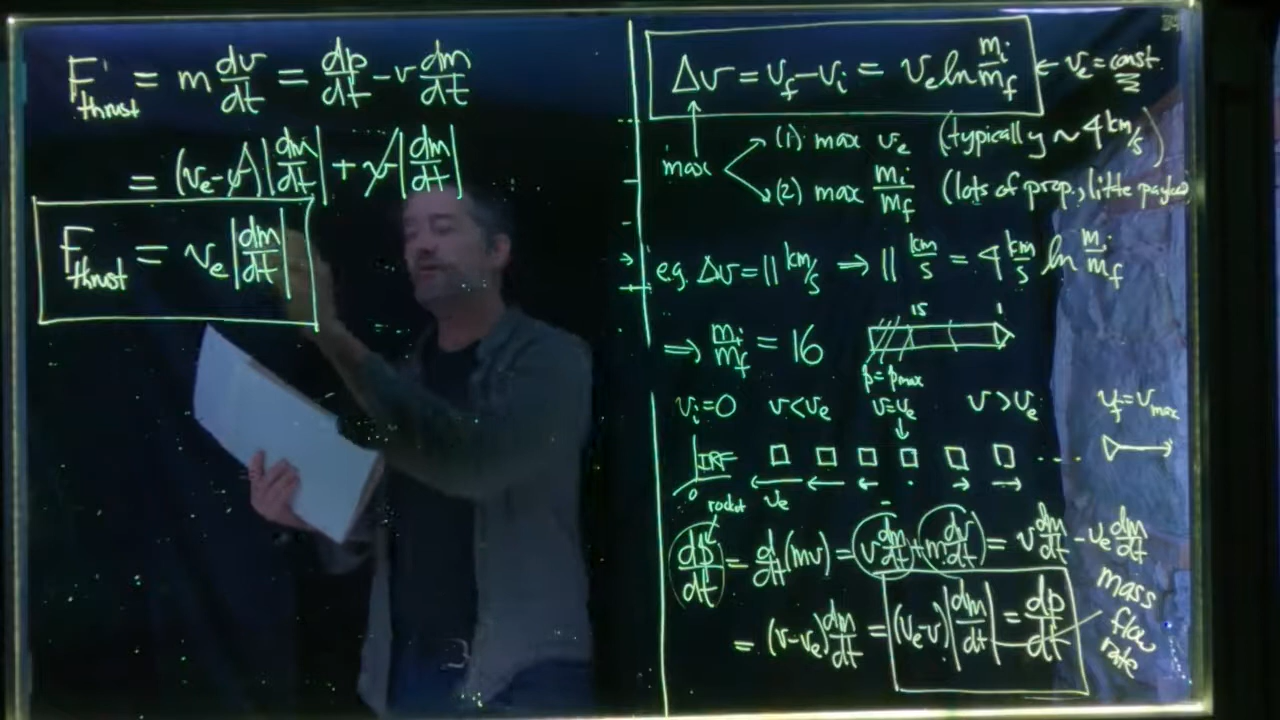 F_thrust = m dv/dt = dp/dt - v dm/dt
= (v_e - v)|dm/dt| + v|dm/dt|
F_thrust = v_e |dm/dt|
Δv = v_f - v_i = v_e ln m_i/m_f ← v_e = const.
max
(1) max v_e (typically ~ 4 km/s)
(2) max m_i/m_f (lots of prop., little payload)
e.g. Δv = 11 km/s ⇒ 11 km/s = 4 km/s ln m_i/m_f
⇒ m_i/m_f = 16
15 1
p = p_max
v_i = 0 v < v_e v = v_e v > v_e v_f = v_max
IRF
0 rocket v_e
dp/dt = d/dt (mv) = v dm/dt + m dv/dt = v dm/dt - v_e dm/dt
= (v - v_e) dm/dt = (v_e - v)|dm/dt| = dp/dt
mass
flow
rate